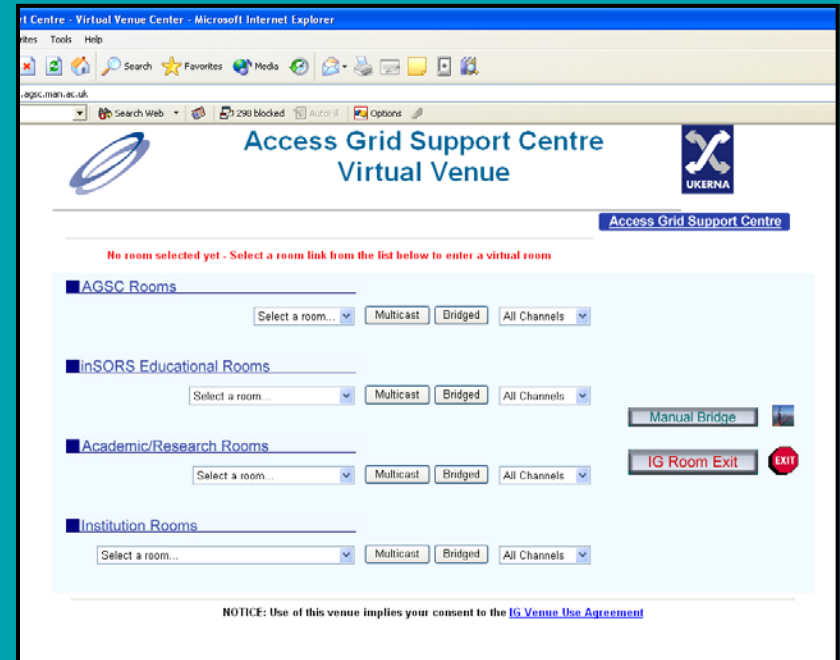 rt Centre - Virtual Venue Center - Microsoft Internet Explorer
rites Tools Help
Search Favorites Media
.agsc.man.ac.uk
Search Web 298 blocked AutoFill Options
Access Grid Support Centre
Virtual Venue
UKERNA
Access Grid Support Centre
No room selected yet - Select a room link from the list below to enter a virtual room
AGSC Rooms
Select a room... Multicast Bridged All Channels
inSORS Educational Rooms
Select a room... Multicast Bridged All Channels
Manual Bridge
Academic/Research Rooms
IG Room Exit EXIT
Select a room... Multicast Bridged All Channels
Institution Rooms
Select a room... Multicast Bridged All Channels
NOTICE: Use of this venue implies your consent to the IG Venue Use Agreement